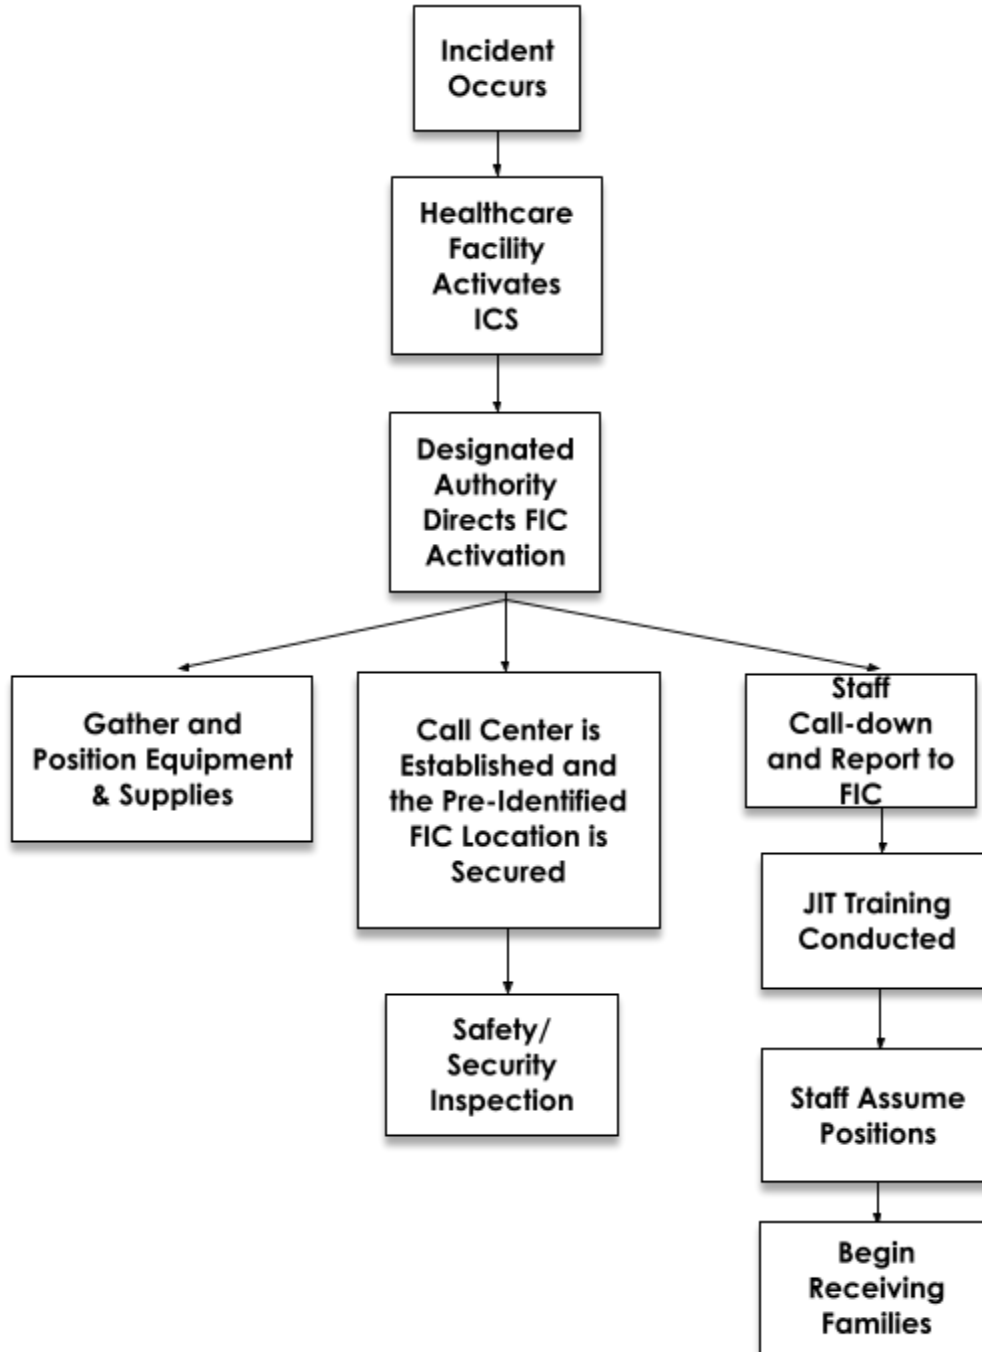 Incident
Occurs
Healthcare
Facility
Activates
ICS
Designated
Authority
Directs FIC
Activation
Gather and
Position Equipment
& Supplies
Call Center is
Established and
the Pre-Identified
FIC Location is
Secured
Staff
Call-down
and Report to
FIC
JIT Training
Conducted
Safety/
Security
Inspection
Staff Assume
Positions
Begin
Receiving
Families